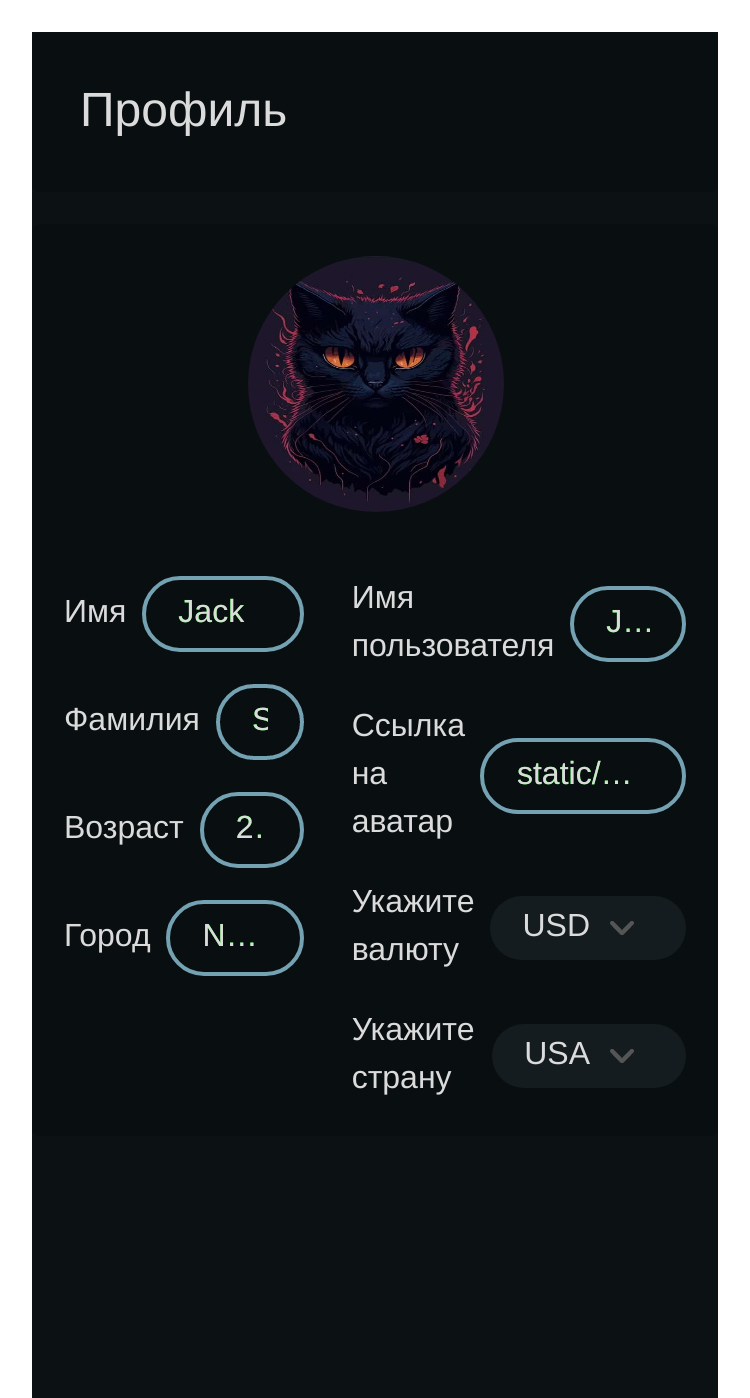 Профиль
Имя Jack
Фамилия S
Возраст 2.
Город N...
Имя
пользователя J...
Ссылка
на static/...
аватар
Укажите
валюту USD
Укажите
страну USA